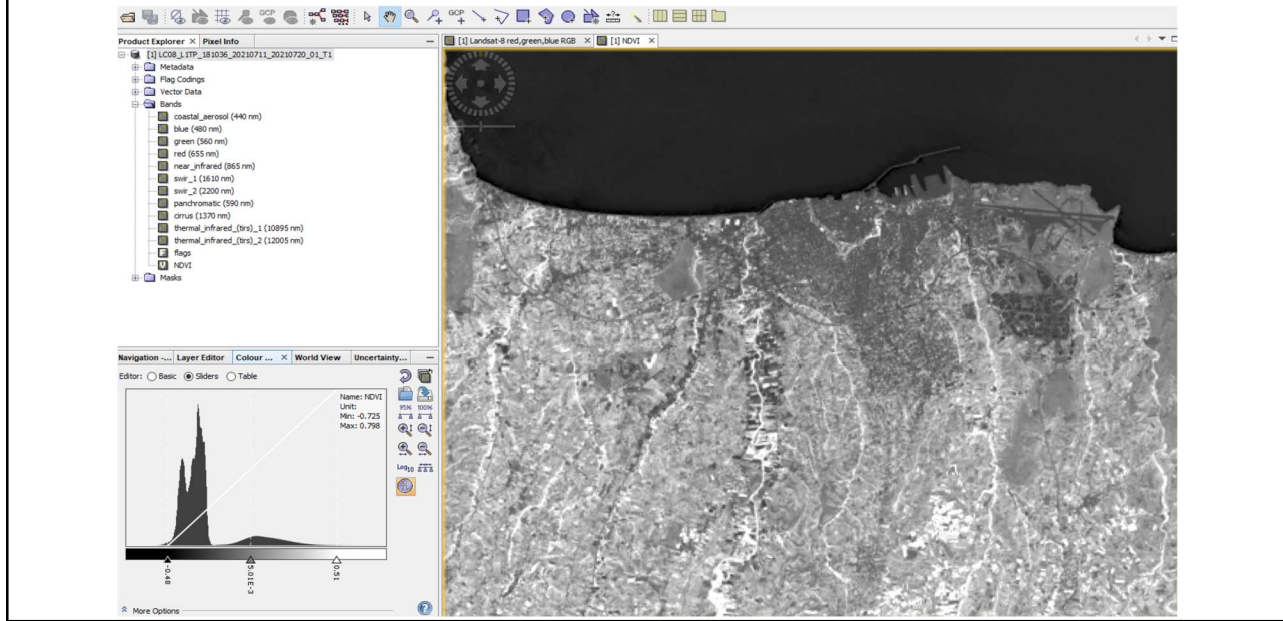 GCP
GCP
Product Explorer × Pixel Info
[1] Landsat-8 red,green,blue RGB × [1] NDVI ×
[1] LC08_L1TP_181036_20210711_20210720_01_T1
Metadata
Flag Codings
Vector Data
Bands
coastal_aerosol (440 nm)
blue (480 nm)
green (560 nm)
red (655 nm)
near_infrared (865 nm)
swir_1 (1610 nm)
swir_2 (2200 nm)
panchromatic (590 nm)
cirrus (1370 nm)
thermal_infrared_(tirs)_1 (10895 nm)
thermal_infrared_(tirs)_2 (12005 nm)
flags
NDVI
Masks
Navigation -... Layer Editor Colour ... × World View Uncertainty...
Editor: Basic Sliders Table
Name: NDVI
Unit:
Min: -0.725
Max: 0.798
95% 100%
Log10
-0.48 5.01E-3 0.51
More Options